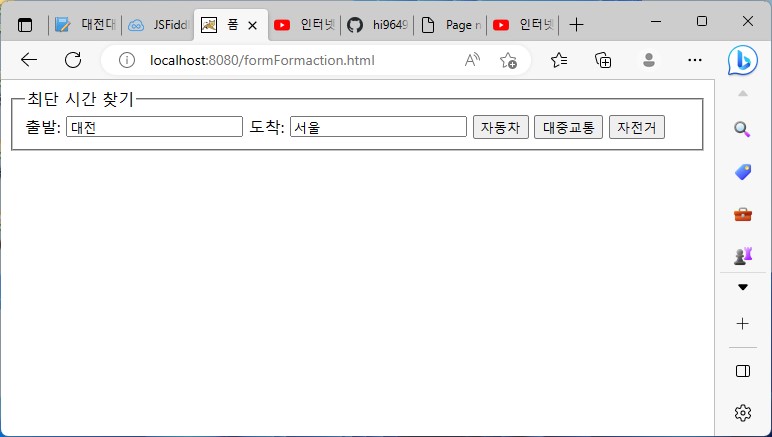 대전대
JSFiddl
폼
인터넷
hi9649
Page n
인터넷
localhost:8080/formFormaction.html
최단 시간 찾기
출발: 대전 도착: 서울 자동차 대중교통 자전거